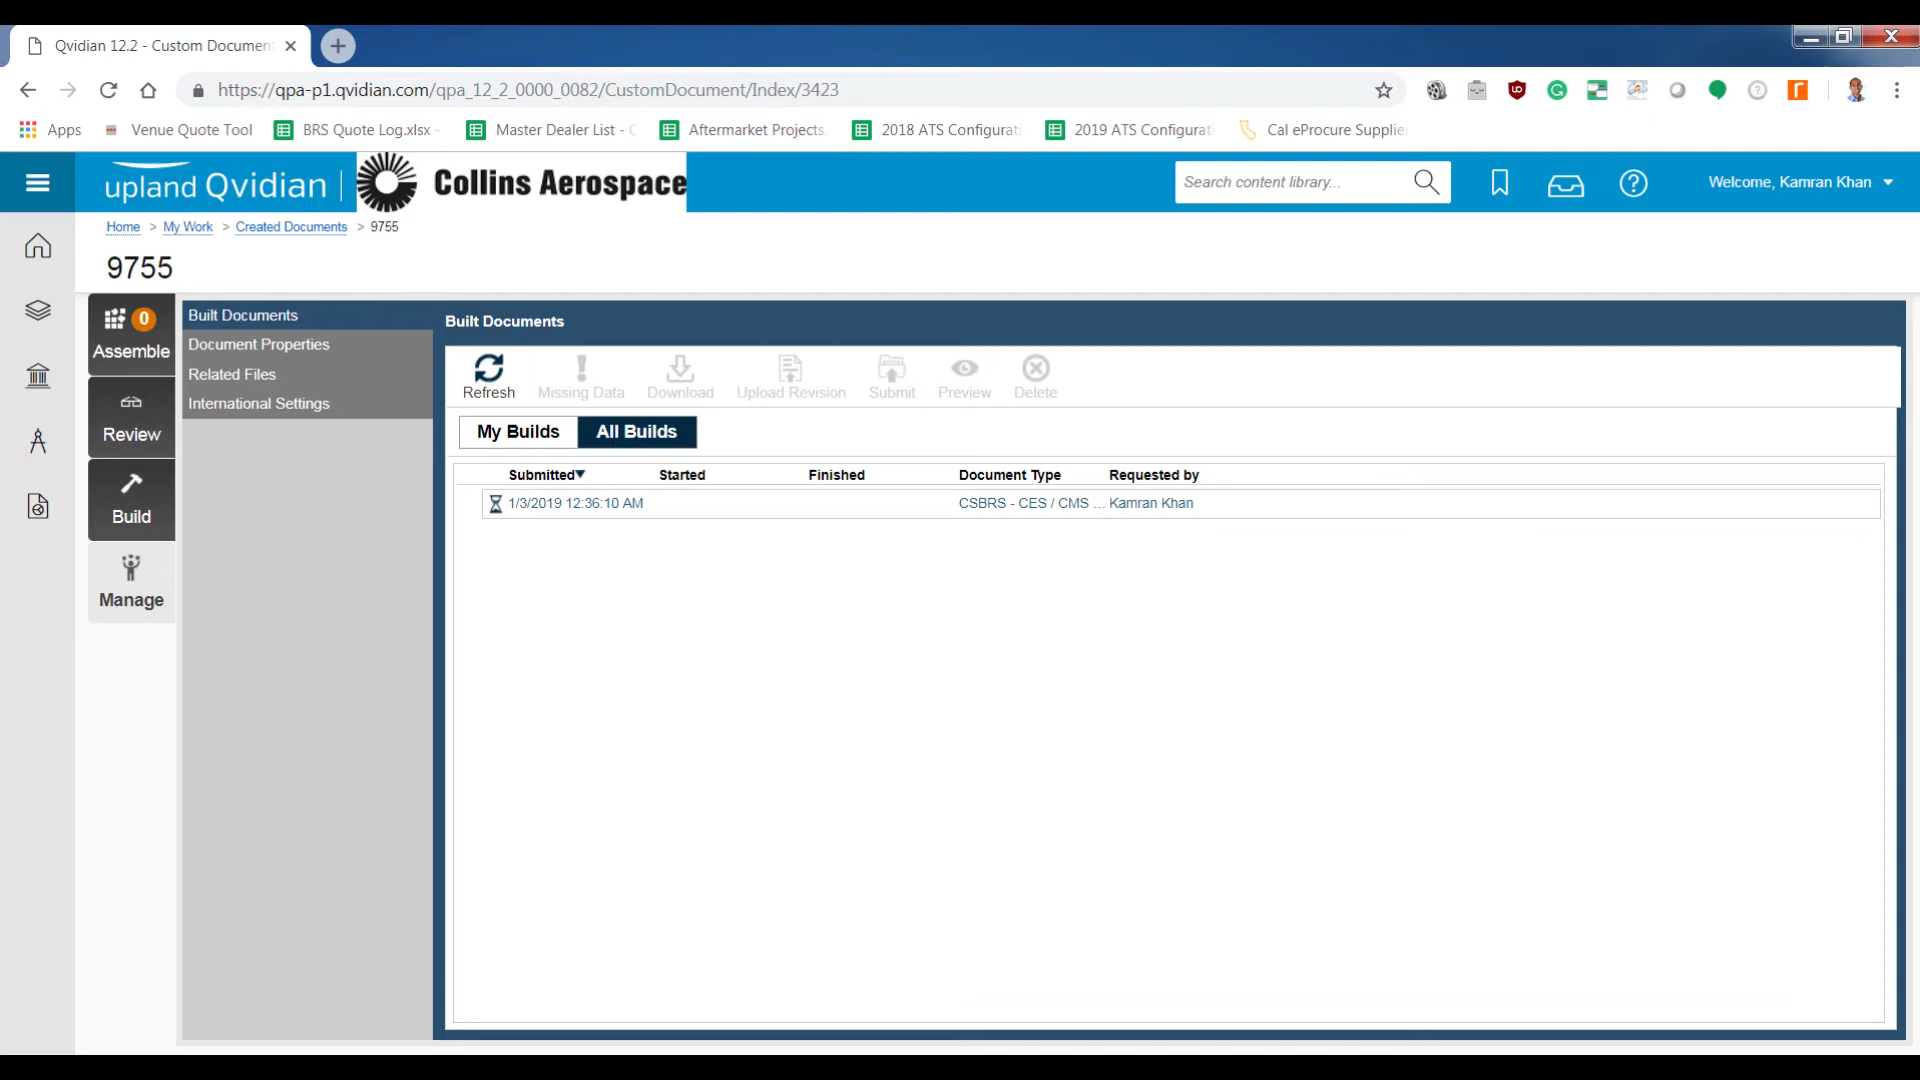 Qvidian 12.2 - Custom Documen
https://qpa-p1.qvidian.com/qpa_12_2_0000_0082/CustomDocument/Index/3423
Apps Venue Quote Tool BRS Quote Log.xlsx - Master Dealer List - C Aftermarket Projects. 2018 ATS Configurat 2019 ATS Configurat Cal eProcure Supplie
upland Qvidian Collins Aerospace Search content library... Welcome, Kamran Khan
Home > My Work > Created Documents > 9755
9755
0
Assemble
Review
Build
Manage
Built Documents
Document Properties
Related Files
International Settings
Built Documents
Refresh Missing Data Download Upload Revision Submit Preview Delete
My Builds All Builds
Submitted Started Finished Document Type Requested by
1/3/2019 12:36:10 AM CSBRS - CES / CMS ... Kamran Khan